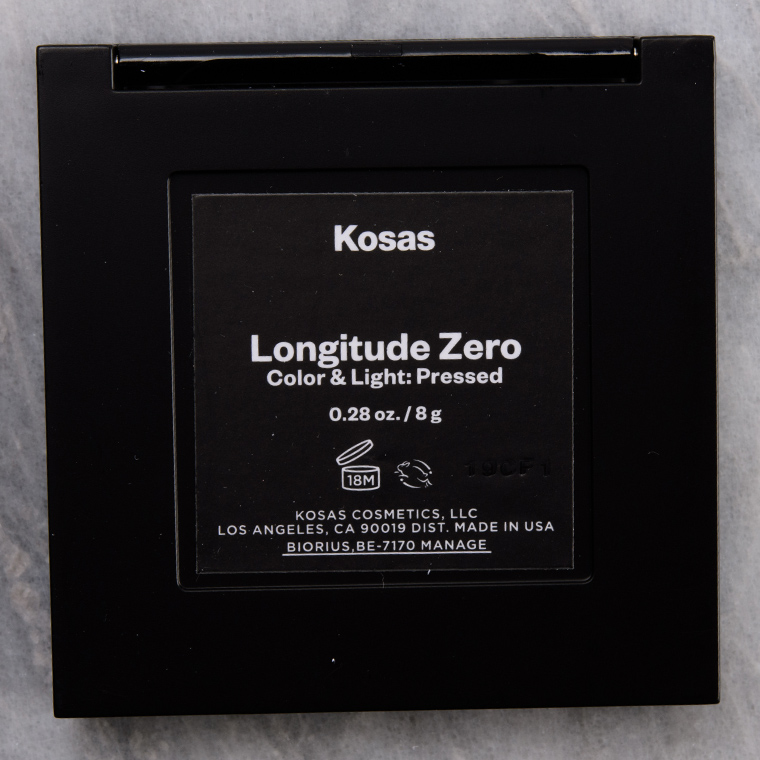 Kosas
Longitude Zero
Color & Light: Pressed
0.28 oz. / 8 g
18M
KOSAS COSMETICS, LLC
LOS ANGELES, CA 90019 DIST. MADE IN USA
BIORIUS,BE-7170 MANAGE